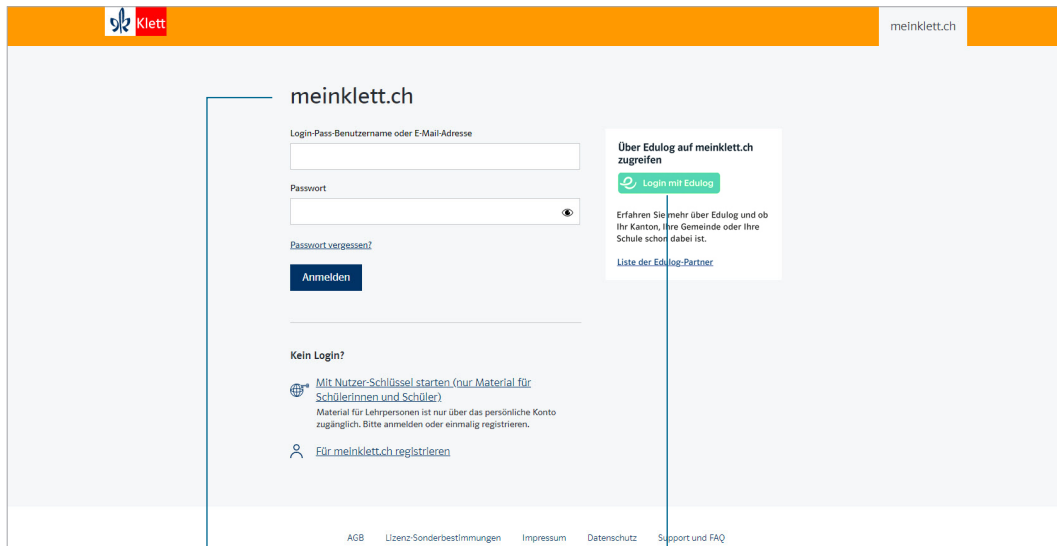 Klett
meinklett.ch
meinklett.ch
Login-Pass-Benutzername oder E-Mail-Adresse
Passwort
Passwort vergessen?
Anmelden
Über Edulog auf meinklett.ch
zugreifen
Login mit Edulog
Erfahren Sie mehr über Edulog und ob
Ihr Kanton, Ihre Gemeinde oder Ihre
Schule schon dabei ist.
Liste der Edulog-Partner
Kein Login?
Mit Nutzer-Schlüssel starten (nur Material für
Schülerinnen und Schüler)
Material für Lehrpersonen ist nur über das persönliche Konto
zugänglich. Bitte anmelden oder einmalig registrieren.
Für meinklett.ch registrieren
AGB Lizenz-Sonderbestimmungen Impressum Datenschutz Support und FAQ